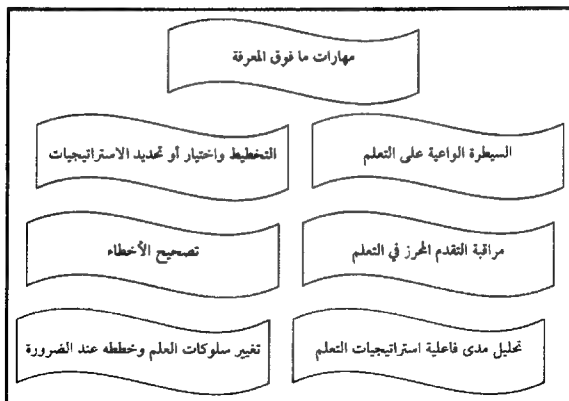 مهارات ما فوق المعرفة
السيطرة الواعية على التعلم
التخطيط واختيار أو تحديد الاستراتيجيات
مراقبة التقدم المحرز في التعلم
تصحيح الأخطاء
تحليل مدى فاعلية استراتيجيات التعلم
تغيير سلوكات العلم وخططه عند الضرورة